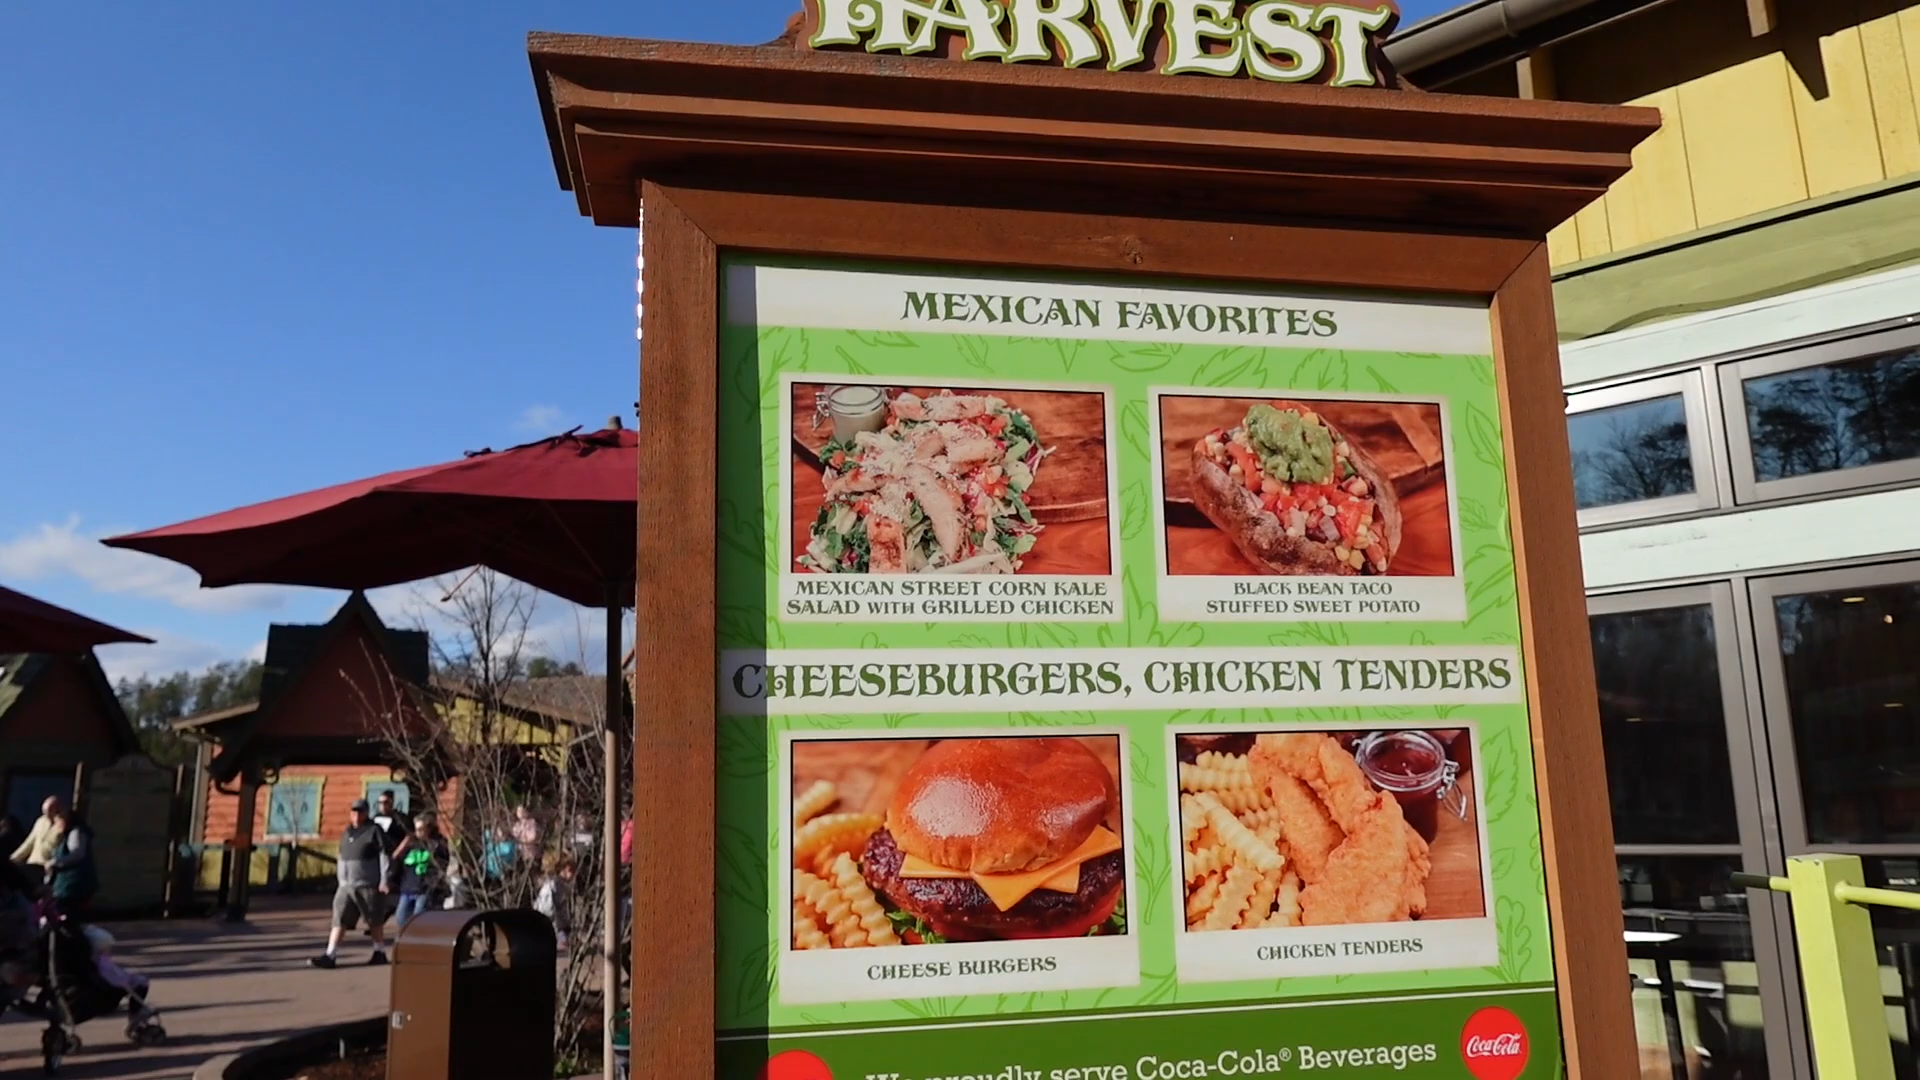 HARVEST
MEXICAN FAVORITES
MEXICAN STREET CORN KALE
SALAD WITH GRILLED CHICKEN
BLACK BEAN TACO
STUFFED SWEET POTATO
CHEESEBURGERS, CHICKEN TENDERS
CHEESE BURGERS
CHICKEN TENDERS
We proudly serve Coca-Cola® Beverages
Coca-Cola